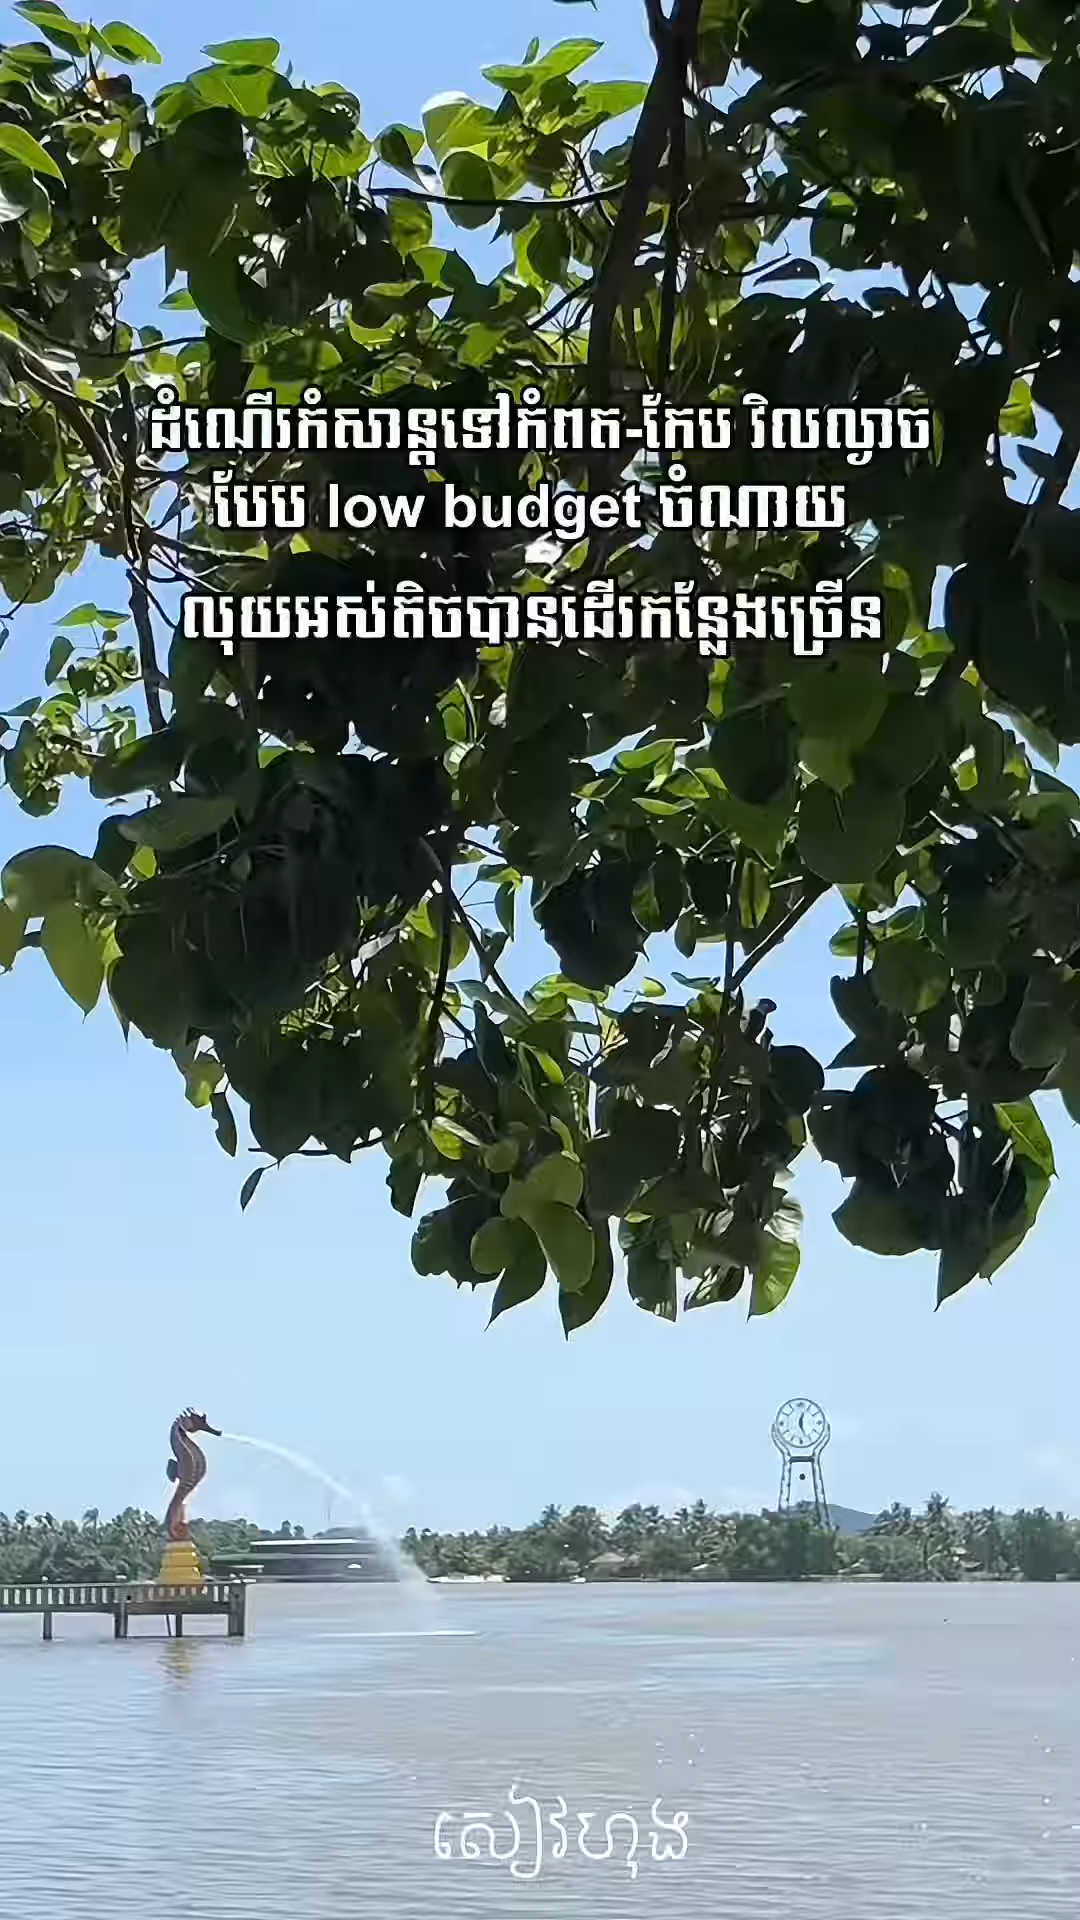 ដំណើរកំសាន្តទៅកំពត-កែប វិលល្ងាច
បែប low budget ចំណាយ
លុយអស់តិចបានដើរកន្លែងច្រើន
សៀវហុង